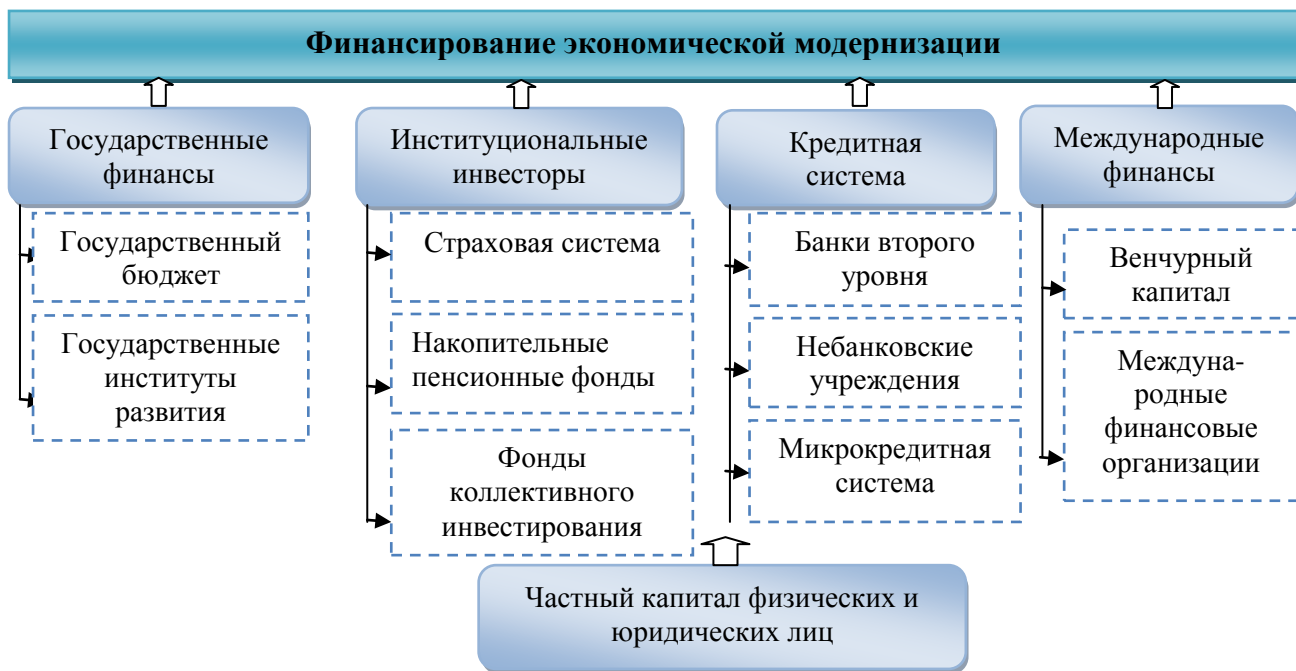 Финансирование экономической модернизации
Государственные
финансы
Институциональные
инвесторы
Кредитная
система
Международные
финансы
Государственный
бюджет
Государственные
институты
развития
Страховая система
Накопительные
пенсионные фонды
Фонды
коллективного
инвестирования
Банки второго
уровня
Небанковские
учреждения
Микрокредитная
система
Венчурный
капитал
Междуна-
родные
финансовые
организации
Частный капитал физических и
юридических лиц